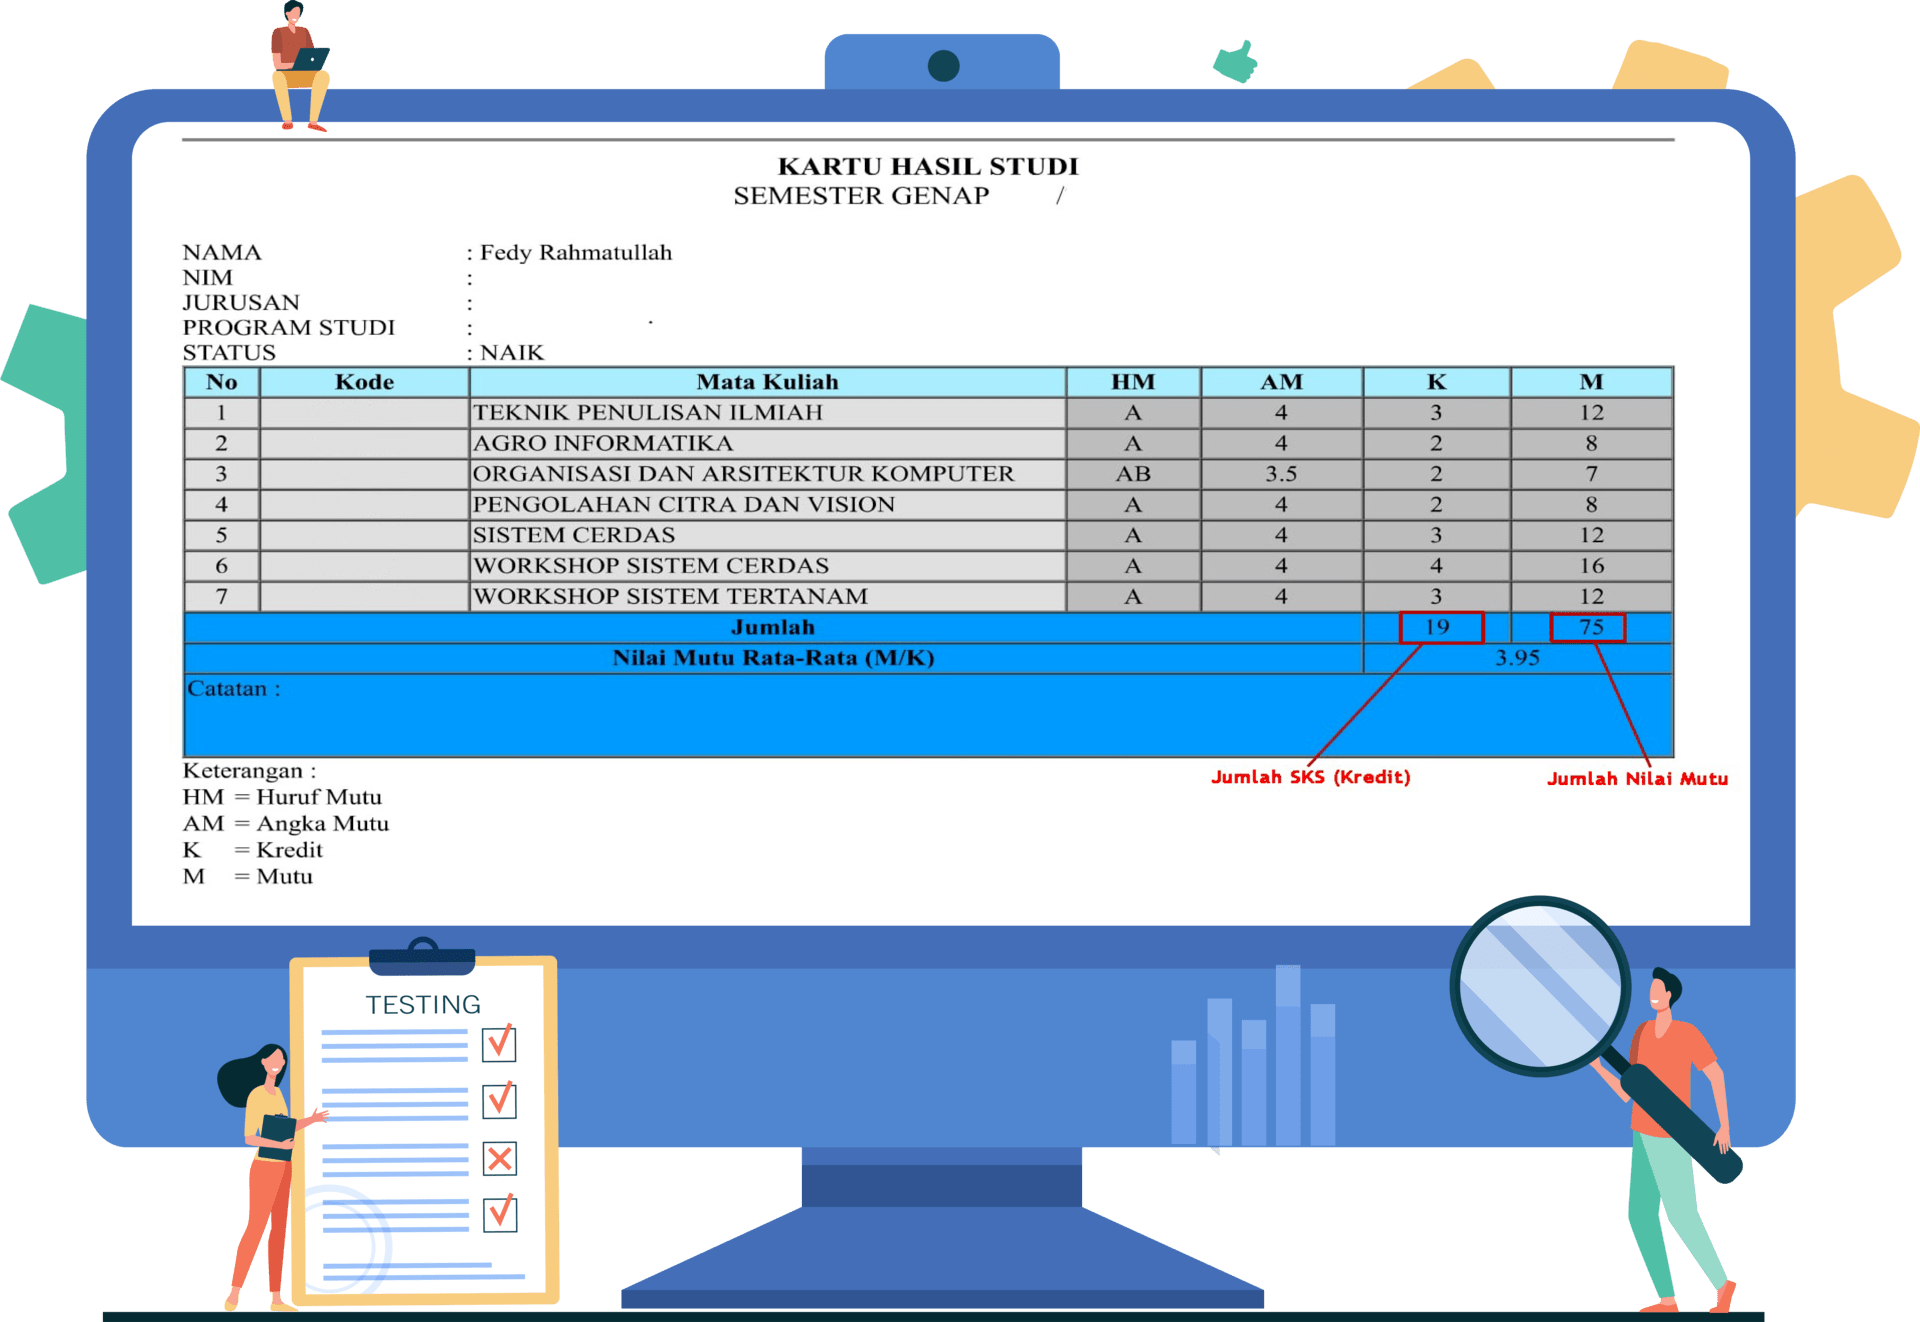 KARTU HASIL STUDI
SEMESTER GENAP /
NAMA : Fedy Rahmatullah
NIM :
JURUSAN :
PROGRAM STUDI :
STATUS : NAIK
No Kode Mata Kuliah HM AM K M
1 TEKNIK PENULISAN ILMIAH A 4 3 12
2 AGRO INFORMATIKA A 4 2 8
3 ORGANISASI DAN ARSITEKTUR KOMPUTER AB 3.5 2 7
4 PENGOLAHAN CITRA DAN VISION A 4 2 8
5 SISTEM CERDAS A 4 3 12
6 WORKSHOP SISTEM CERDAS A 4 4 16
7 WORKSHOP SISTEM TERTANAM A 4 3 12
Jumlah 19 75
Nilai Mutu Rata-Rata (M/K) 3.95
Catatan :
Jumlah SKS (Kredit) Jumlah Nilai Mutu
Keterangan :
HM = Huruf Mutu
AM = Angka Mutu
K = Kredit
M = Mutu
TESTING